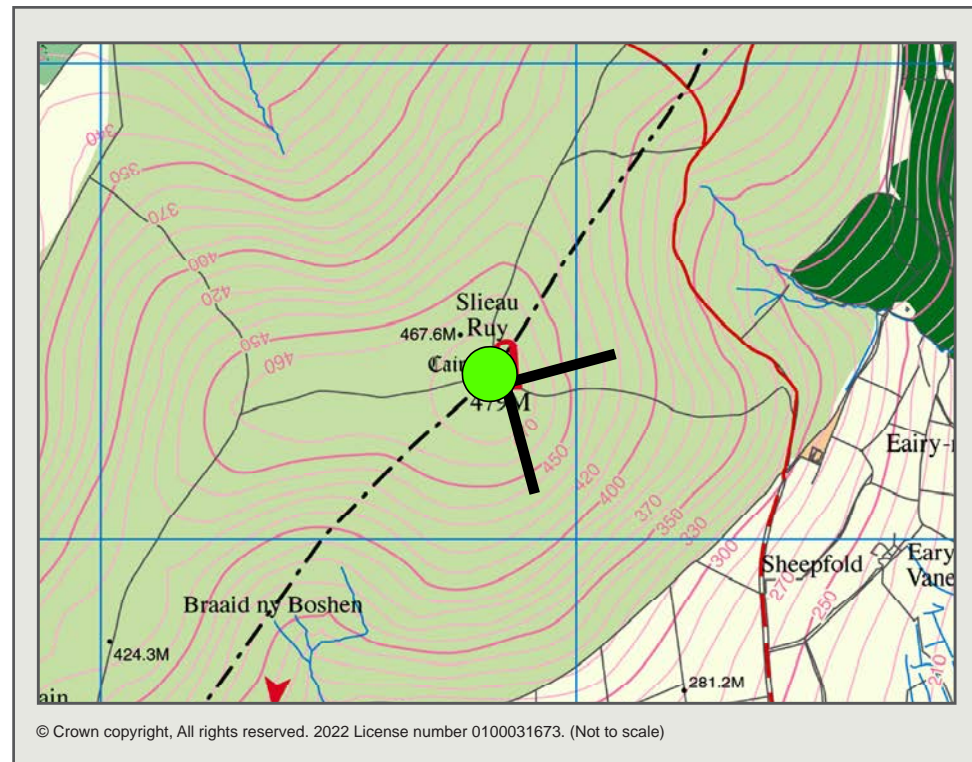 340
350
370
400
420
450
460
Slieau
Ruy
467.6M
Cair
479M
450
420
400
370
350
330
300
270
250
210
Eairy-
Sheepfold
Eary
Vane
Braaid ny Boshen
424.3M
281.2M
ain
© Crown copyright, All rights reserved. 2022 License number 0100031673. (Not to scale)